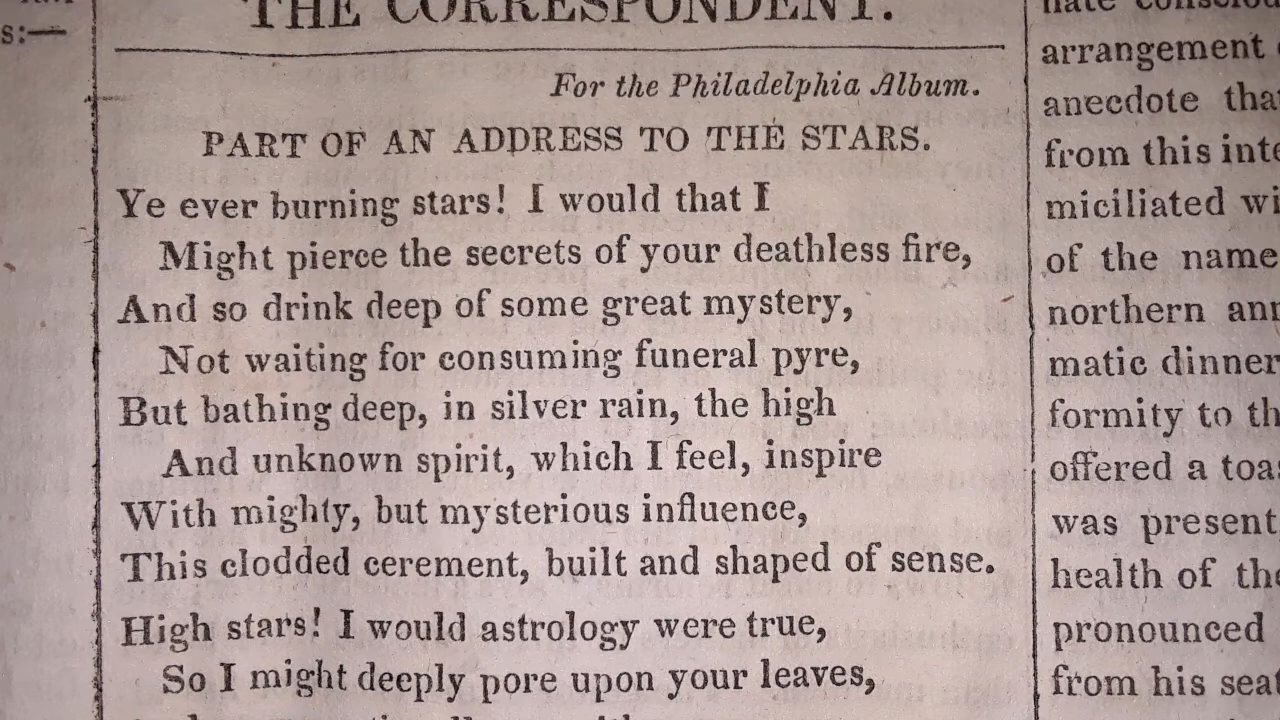 THE CORRESPONDENT.
s:—
For the Philadelphia Album.
PART OF AN ADDRESS TO THE STARS.
Ye ever burning stars! I would that I
Might pierce the secrets of your deathless fire,
And so drink deep of some great mystery,
Not waiting for consuming funeral pyre,
But bathing deep, in silver rain, the high
And unknown spirit, which I feel, inspire
With mighty, but mysterious influence,
This clodded cerement, built and shaped of sense.
High stars! I would astrology were true,
So I might deeply pore upon your leaves,
arrangement
anecdote tha
from this inte
miciliated wi
of the name
northern ann
matic dinner
formity to th
offered a toas
was present
health of the
pronounced
from his seat